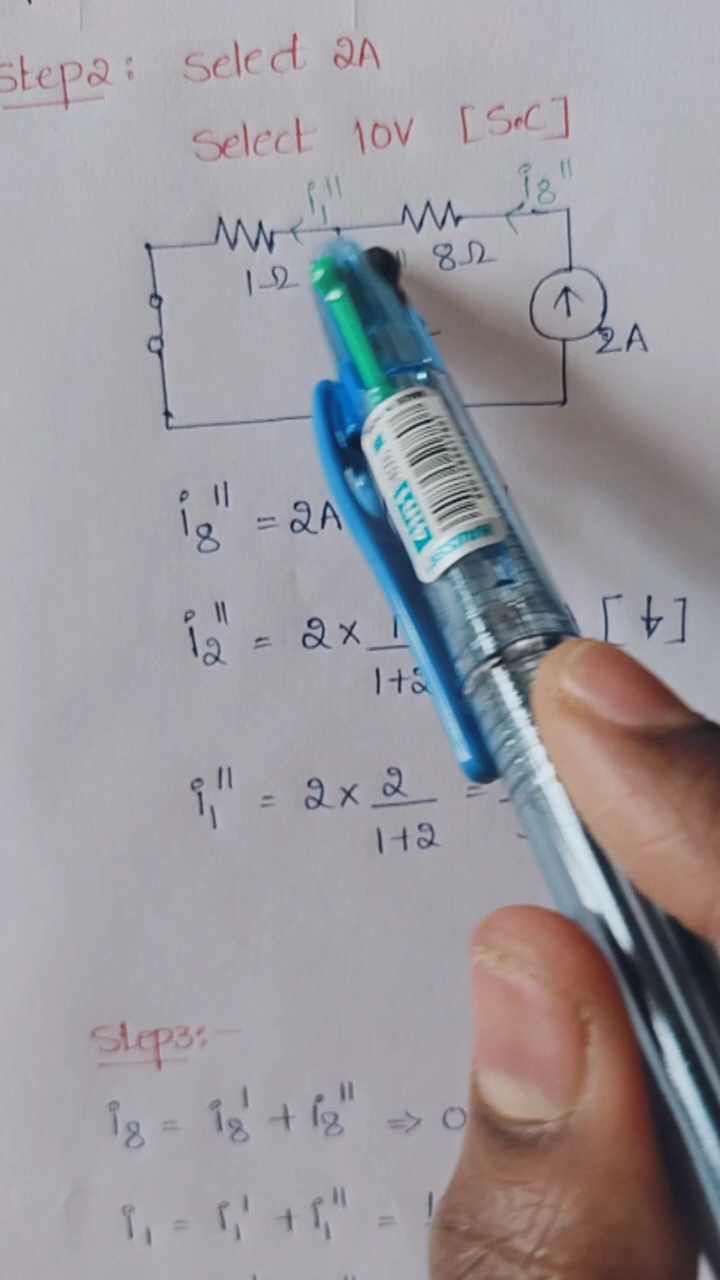 Step2: Select 2A
Select 10V [S.C]
i₁" i₈"
1Ω 8Ω
2A
i₈" = 2A
i₂" = 2 × 1/1+2 [↓]
i₁" = 2 × 2/1+2 =
Step3:-
i₈ = i₈' + i₈" ⇒ 0
i₁ = i₁' + i₁" =